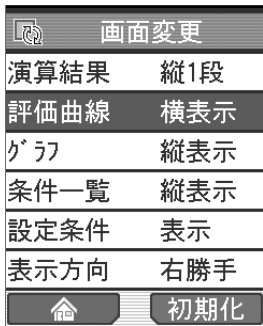 画面変更
演算結果 縦1段
評価曲線 横表示
グラフ 縦表示
条件一覧 縦表示
設定条件 表示
表示方向 右勝手
初期化